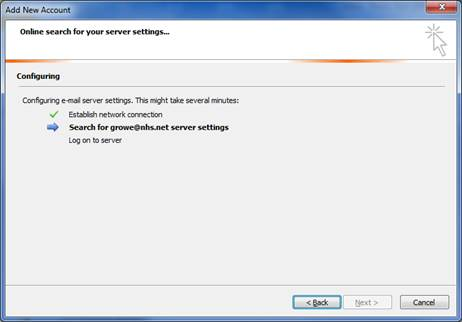 Add New Account
Online search for your server settings...
Configuring
Configuring e-mail server settings. This might take several minutes:
Establish network connection
Search for growe@nhs.net server settings
Log on to server
< Back
Next >
Cancel